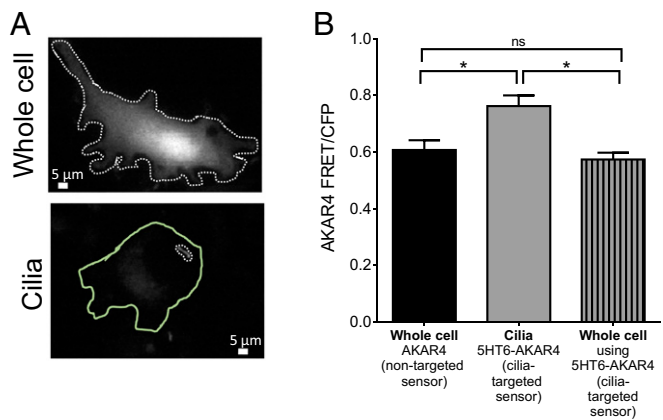 A
Whole cell
5 μm
Cilia
5 μm
B
ns
*
*
AKAR4 FRET/CFP
1.0
0.8
0.6
0.4
0.2
0.0
Whole cell
AKAR4
(non-targeted
sensor)
Cilia
5HT6-AKAR4
(cilia-
targeted
sensor)
Whole cell
using
5HT6-AKAR4
(cilia-
targeted
sensor)